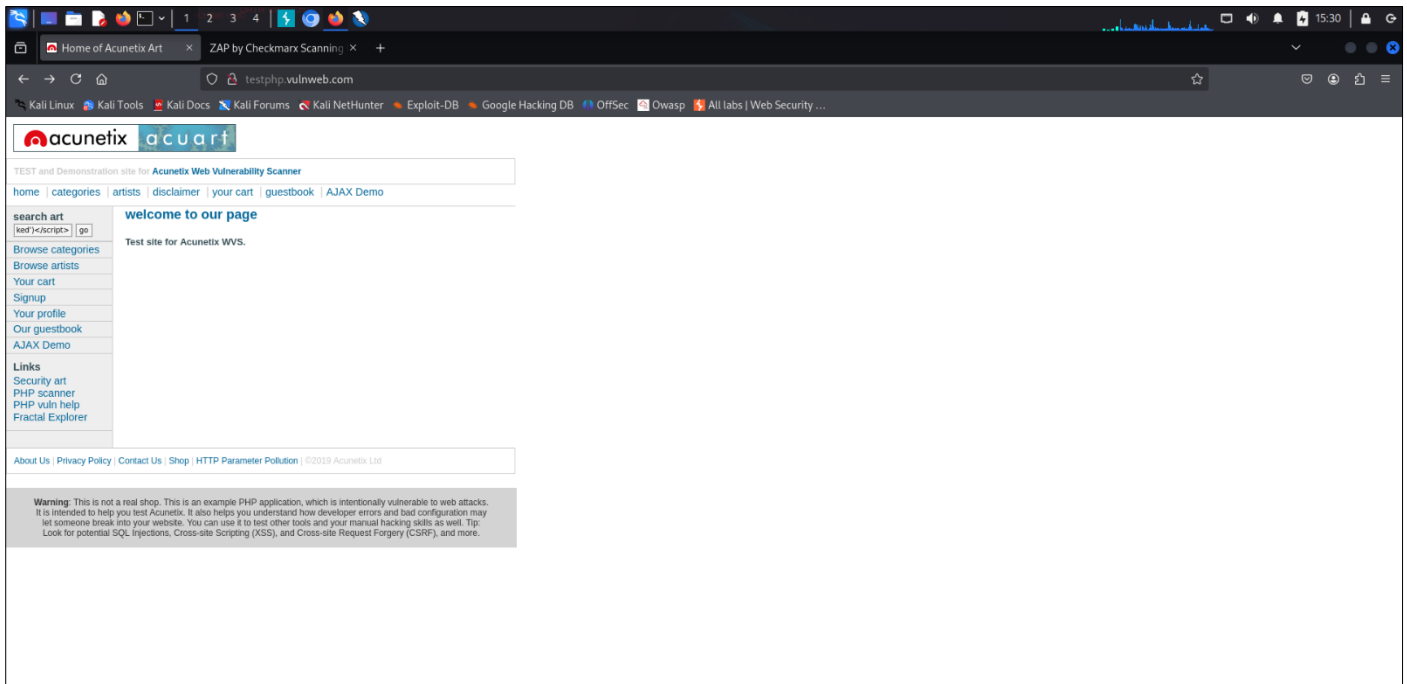 1 2 3 4 15:30
Home of Acunetix Art × ZAP by Checkmarx Scanning × +
testphp.vulnweb.com
Kali Linux Kali Tools Kali Docs Kali Forums Kali NetHunter Exploit-DB Google Hacking DB OffSec Owasp All labs | Web Security ...
acunetix acuart
TEST and Demonstration site for Acunetix Web Vulnerability Scanner
home | categories | artists | disclaimer | your cart | guestbook | AJAX Demo
search art
ked')</script> go
Browse categories
Browse artists
Your cart
Signup
Your profile
Our guestbook
AJAX Demo
Links
Security art
PHP scanner
PHP vuln help
Fractal Explorer
welcome to our page
Test site for Acunetix WVS.
About Us | Privacy Policy | Contact Us | Shop | HTTP Parameter Pollution | ©2019 Acunetix Ltd
Warning: This is not a real shop. This is an example PHP application, which is intentionally vulnerable to web attacks.
It is intended to help you test Acunetix. It also helps you understand how developer errors and bad configuration may
let someone break into your website. You can use it to test other tools and your manual hacking skills as well. Tip:
Look for potential SQL Injections, Cross-site Scripting (XSS), and Cross-site Request Forgery (CSRF), and more.